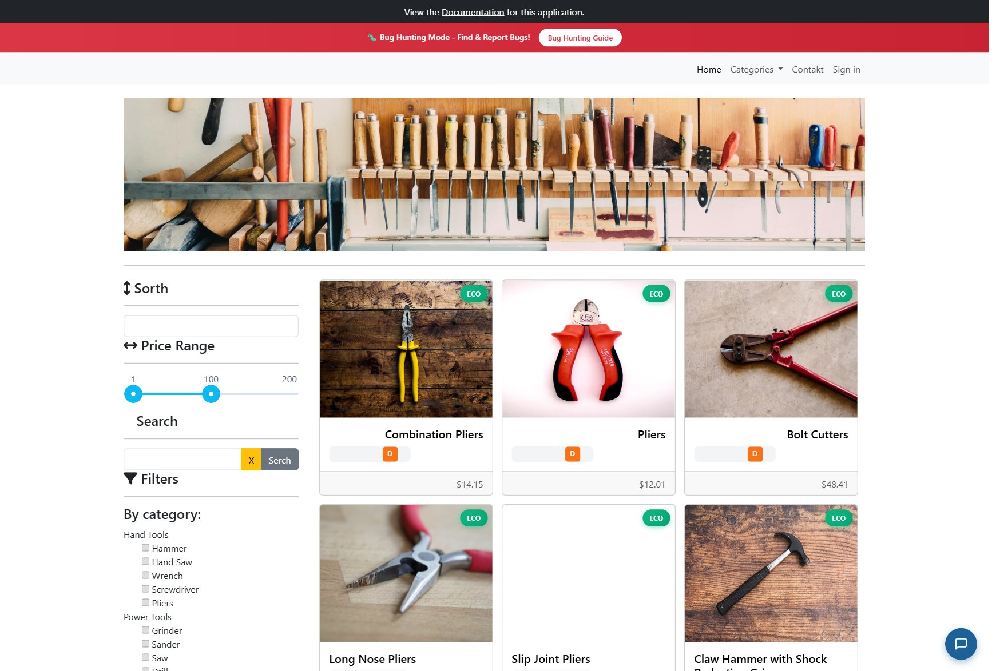 View the Documentation for this application.
Bug Hunting Mode - Find & Report Bugs! Bug Hunting Guide
Home Categories Contakt Sign in
Sorth
Price Range
1 100 200
Search
X Serch
Filters
By category:
Hand Tools
Hammer
Hand Saw
Wrench
Screwdriver
Pliers
Power Tools
Grinder
Sander
Saw
Drill
ECO
Combination Pliers
D
$14.15
ECO
Pliers
D
$12.01
ECO
Bolt Cutters
D
$48.41
ECO
Long Nose Pliers
ECO
Slip Joint Pliers
ECO
Claw Hammer with Shock